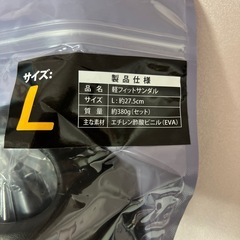 サイズ:
L
製品仕様
品名 軽フィットサンダル
サイズ L:約27.5cm
質量 約380g(セット)
主な素材 エチレン酢酸ビニル(EVA)